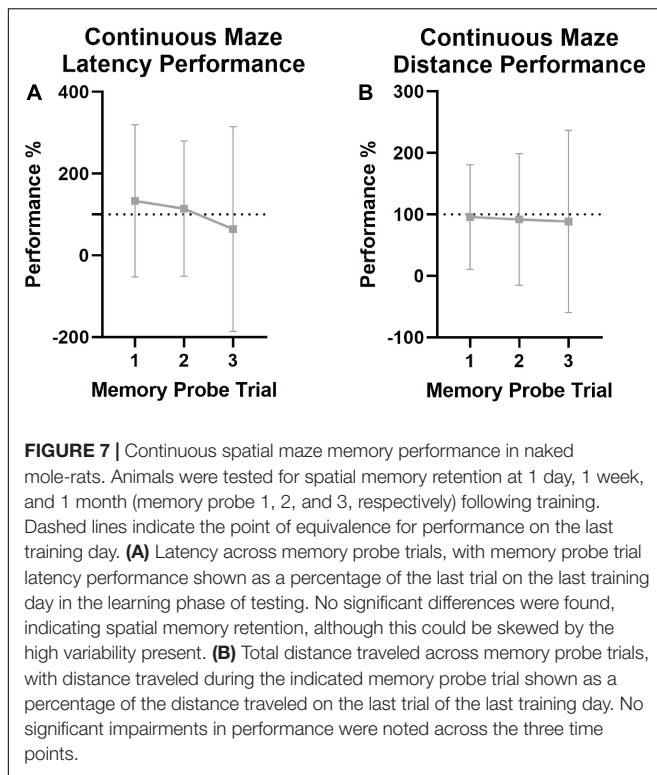 Continuous Maze
Latency Performance
A
400
200
0
-200
Performance %
1 2 3
Memory Probe Trial
Continuous Maze
Distance Performance
B
300
200
100
0
-100
Performance %
1 2 3
Memory Probe Trial
FIGURE 7 | Continuous spatial maze memory performance in naked
mole-rats. Animals were tested for spatial memory retention at 1 day, 1 week,
and 1 month (memory probe 1, 2, and 3, respectively) following training.
Dashed lines indicate the point of equivalence for performance on the last
training day. (A) Latency across memory probe trials, with memory probe trial
latency performance shown as a percentage of the last trial on the last training
day in the learning phase of testing. No significant differences were found,
indicating spatial memory retention, although this could be skewed by the
high variability present. (B) Total distance traveled across memory probe trials,
with distance traveled during the indicated memory probe trial shown as a
percentage of the distance traveled on the last trial of the last training day. No
significant impairments in performance were noted across the three time
points.